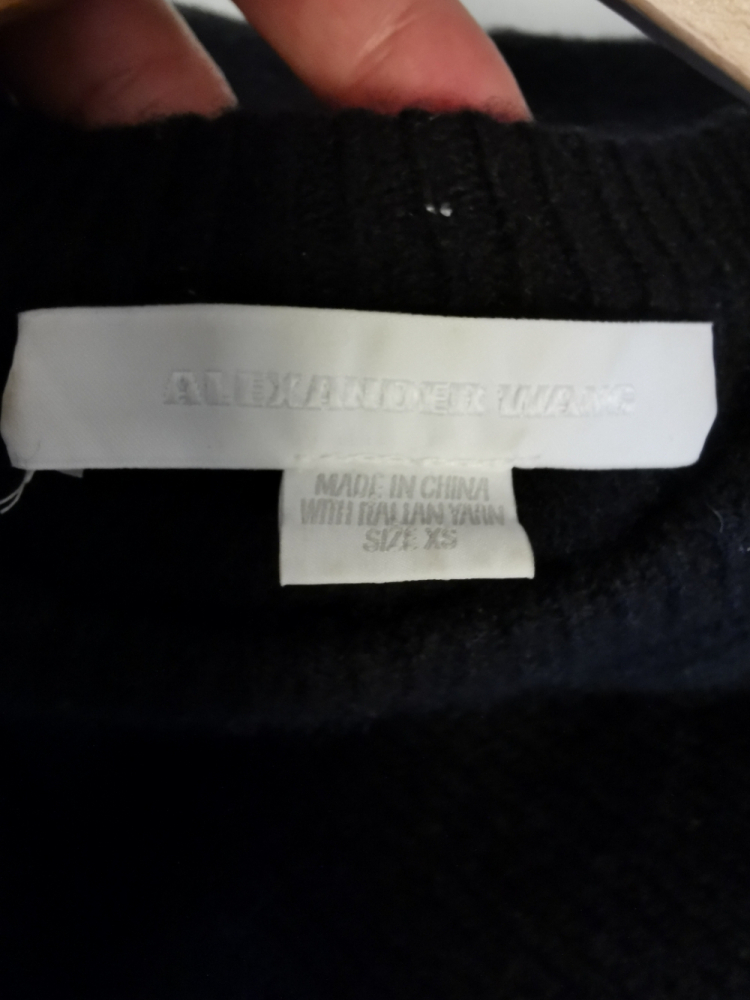 ALEXANDER WANG
MADE IN CHINA
WITH ITALIAN YARN
SIZE XS